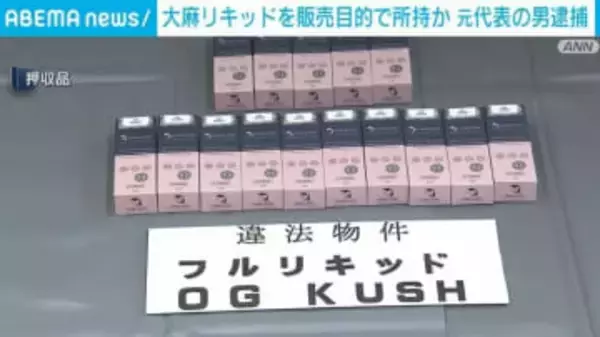 ABEMA news/
大麻リキッドを販売目的で所持か 元代表の男逮捕
ANN
押収品
違法物件
フルリキッド
OG KUSH